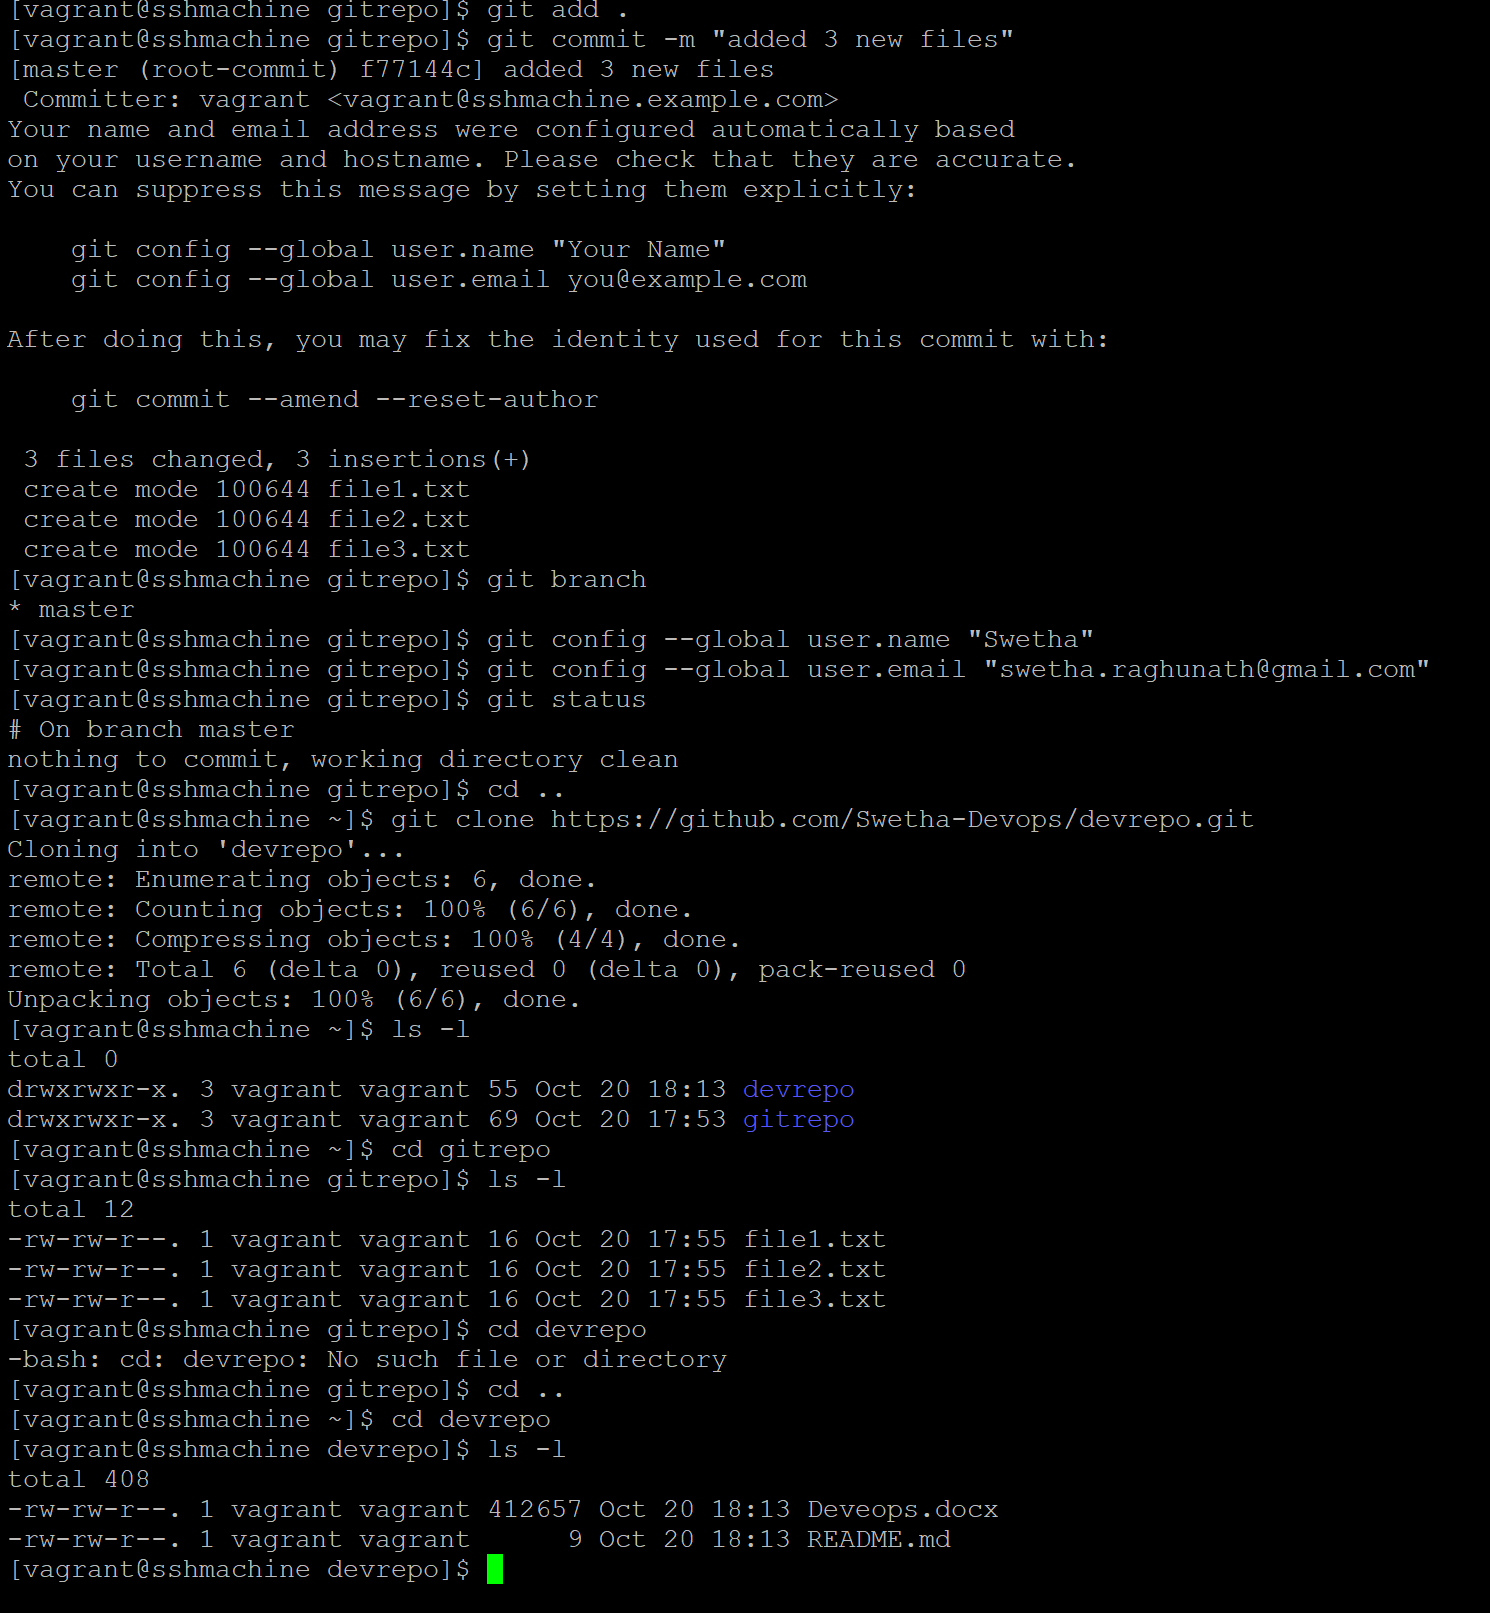 [vagrant@sshmachine gitrepo]$ git add .
[vagrant@sshmachine gitrepo]$ git commit -m "added 3 new files"
[master (root-commit) f77144c] added 3 new files
 Committer: vagrant <vagrant@sshmachine.example.com>
Your name and email address were configured automatically based
on your username and hostname. Please check that they are accurate.
You can suppress this message by setting them explicitly:

    git config --global user.name "Your Name"
    git config --global user.email you@example.com

After doing this, you may fix the identity used for this commit with:

    git commit --amend --reset-author

 3 files changed, 3 insertions(+)
 create mode 100644 file1.txt
 create mode 100644 file2.txt
 create mode 100644 file3.txt
[vagrant@sshmachine gitrepo]$ git branch
* master
[vagrant@sshmachine gitrepo]$ git config --global user.name "Swetha"
[vagrant@sshmachine gitrepo]$ git config --global user.email "swetha.raghunath@gmail.com"
[vagrant@sshmachine gitrepo]$ git status
# On branch master
nothing to commit, working directory clean
[vagrant@sshmachine gitrepo]$ cd ..
[vagrant@sshmachine ~]$ git clone https://github.com/Swetha-Devops/devrepo.git
Cloning into 'devrepo'...
remote: Enumerating objects: 6, done.
remote: Counting objects: 100% (6/6), done.
remote: Compressing objects: 100% (4/4), done.
remote: Total 6 (delta 0), reused 0 (delta 0), pack-reused 0
Unpacking objects: 100% (6/6), done.
[vagrant@sshmachine ~]$ ls -l
total 0
drwxrwxr-x. 3 vagrant vagrant 55 Oct 20 18:13 devrepo
drwxrwxr-x. 3 vagrant vagrant 69 Oct 20 17:53 gitrepo
[vagrant@sshmachine ~]$ cd gitrepo
[vagrant@sshmachine gitrepo]$ ls -l
total 12
-rw-rw-r--. 1 vagrant vagrant 16 Oct 20 17:55 file1.txt
-rw-rw-r--. 1 vagrant vagrant 16 Oct 20 17:55 file2.txt
-rw-rw-r--. 1 vagrant vagrant 16 Oct 20 17:55 file3.txt
[vagrant@sshmachine gitrepo]$ cd devrepo
-bash: cd: devrepo: No such file or directory
[vagrant@sshmachine gitrepo]$ cd ..
[vagrant@sshmachine ~]$ cd devrepo
[vagrant@sshmachine devrepo]$ ls -l
total 408
-rw-rw-r--. 1 vagrant vagrant 412657 Oct 20 18:13 Deveops.docx
-rw-rw-r--. 1 vagrant vagrant      9 Oct 20 18:13 README.md
[vagrant@sshmachine devrepo]$